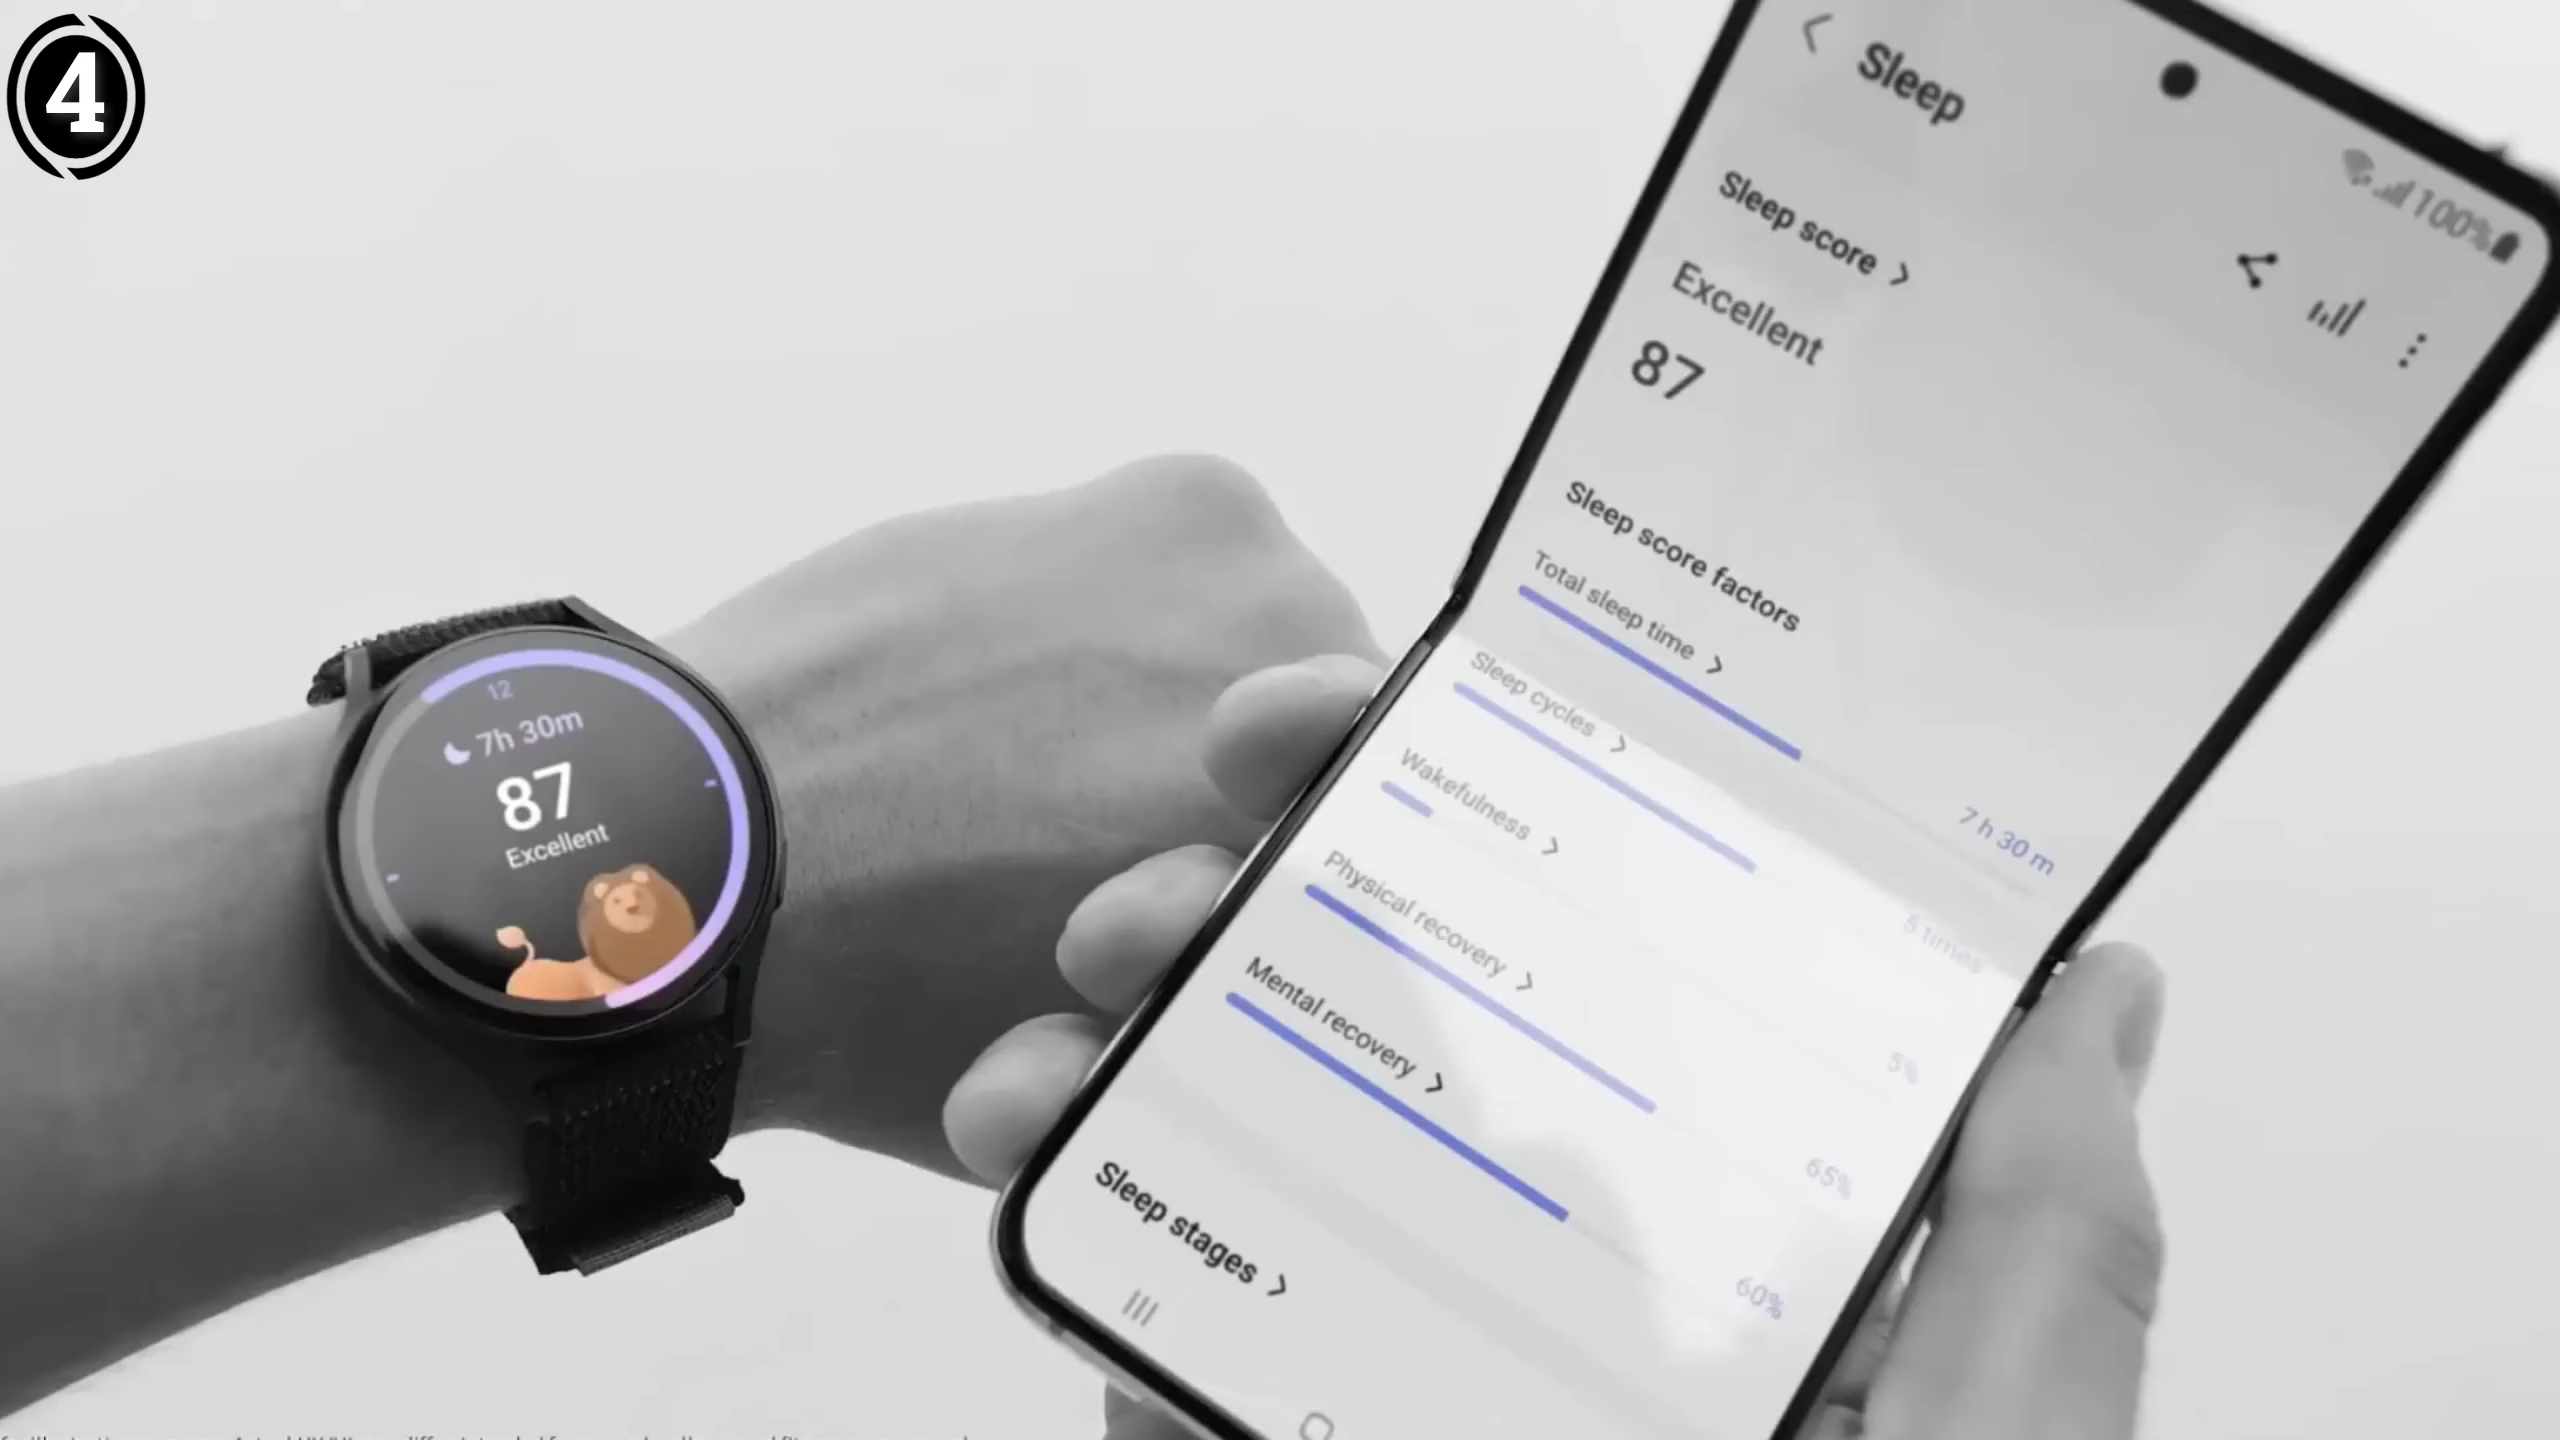 4
12
7h 30m
87
Excellent
Sleep
100%
Sleep score
Excellent
87
Sleep score factors
Total sleep time
7 h 30 m
Sleep cycles
5 times
Wakefulness
5%
Physical recovery
65%
Mental recovery
60%
Sleep stages